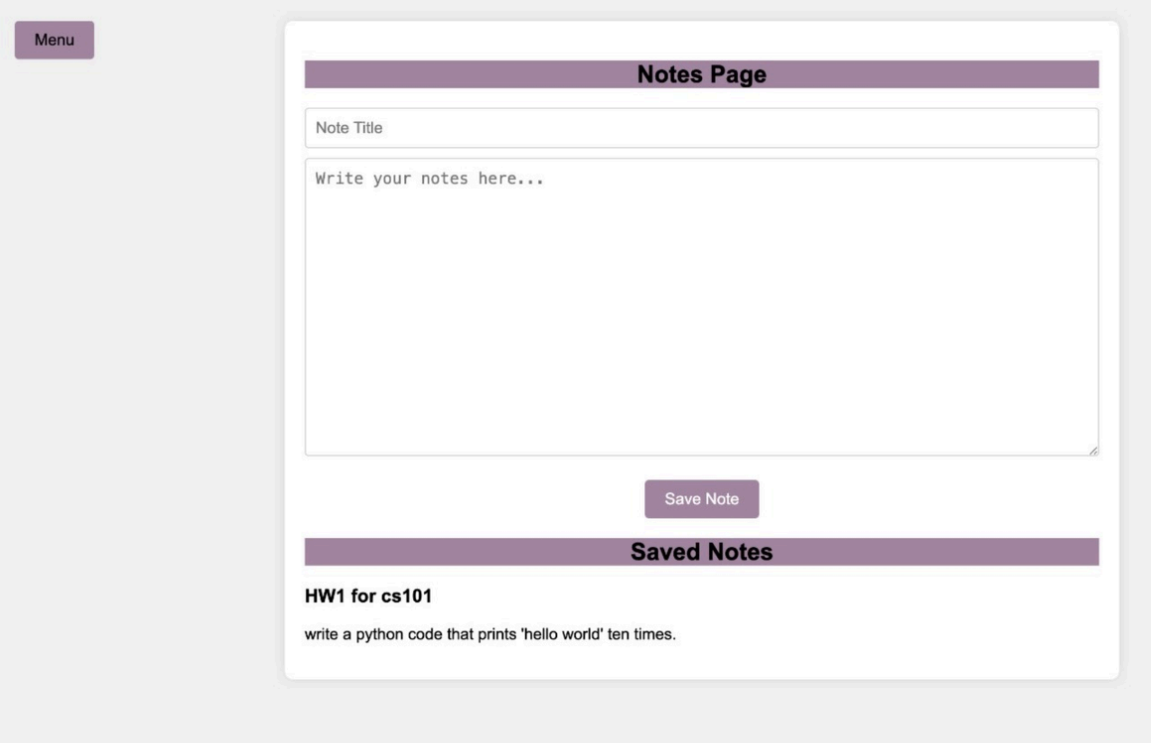 Menu
Notes Page
Note Title
Write your notes here...
Save Note
Saved Notes
HW1 for cs101
write a python code that prints 'hello world' ten times.